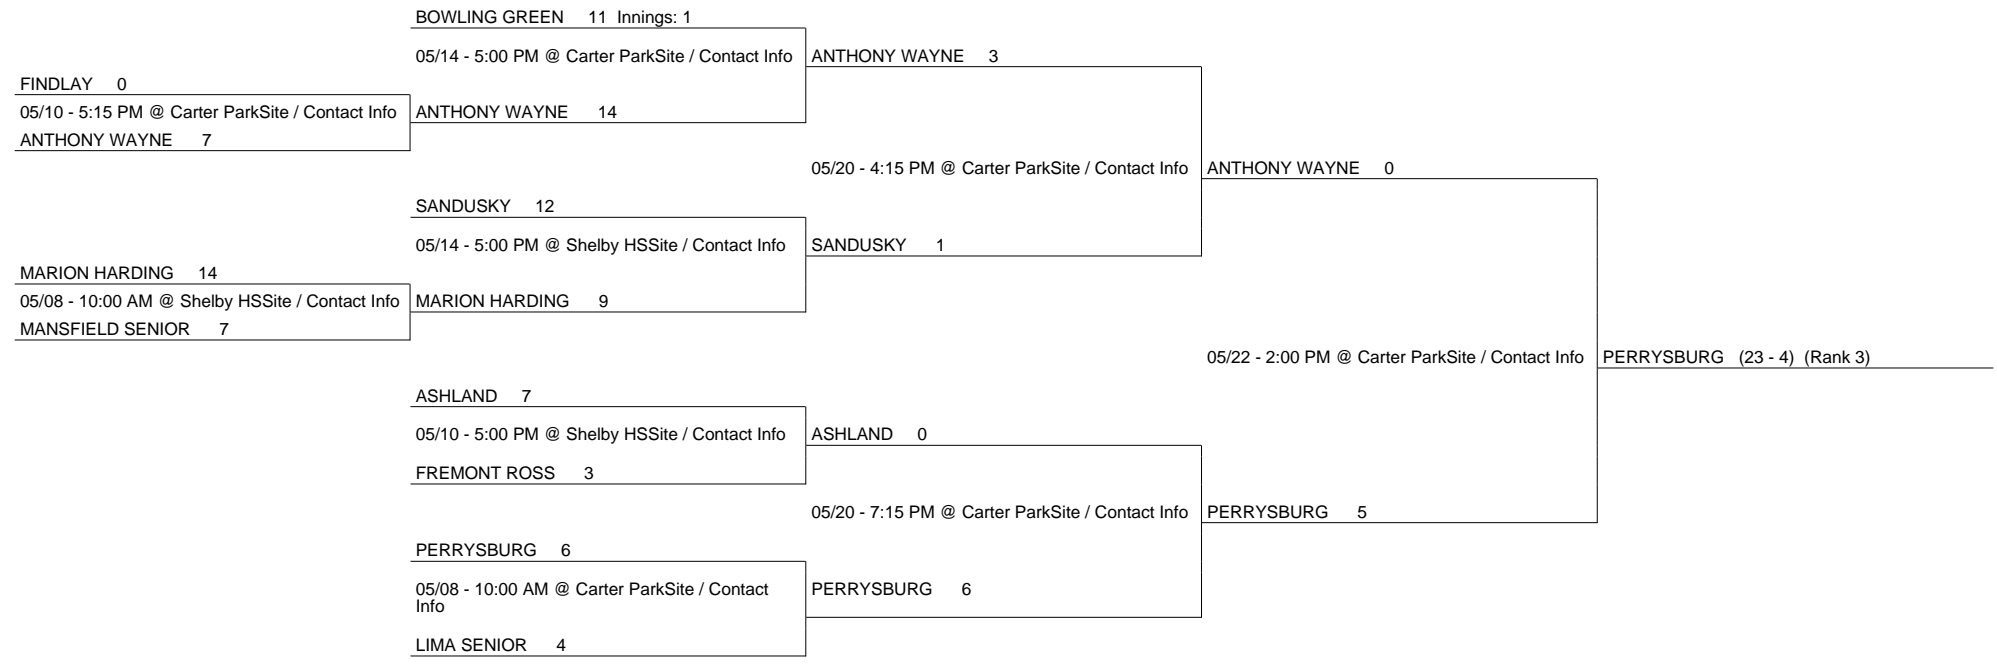 BOWLING GREEN 11 Innings: 1
05/14 - 5:00 PM @ Carter ParkSite / Contact Info
ANTHONY WAYNE 3
FINDLAY 0
05/10 - 5:15 PM @ Carter ParkSite / Contact Info
ANTHONY WAYNE 14
ANTHONY WAYNE 7
05/20 - 4:15 PM @ Carter ParkSite / Contact Info
ANTHONY WAYNE 0
SANDUSKY 12
05/14 - 5:00 PM @ Shelby HSSite / Contact Info
SANDUSKY 1
MARION HARDING 14
05/08 - 10:00 AM @ Shelby HSSite / Contact Info
MARION HARDING 9
MANSFIELD SENIOR 7
05/22 - 2:00 PM @ Carter ParkSite / Contact Info
PERRYSBURG (23 - 4) (Rank 3)
ASHLAND 7
05/10 - 5:00 PM @ Shelby HSSite / Contact Info
ASHLAND 0
FREMONT ROSS 3
05/20 - 7:15 PM @ Carter ParkSite / Contact Info
PERRYSBURG 5
PERRYSBURG 6
05/08 - 10:00 AM @ Carter ParkSite / Contact
Info
PERRYSBURG 6
LIMA SENIOR 4